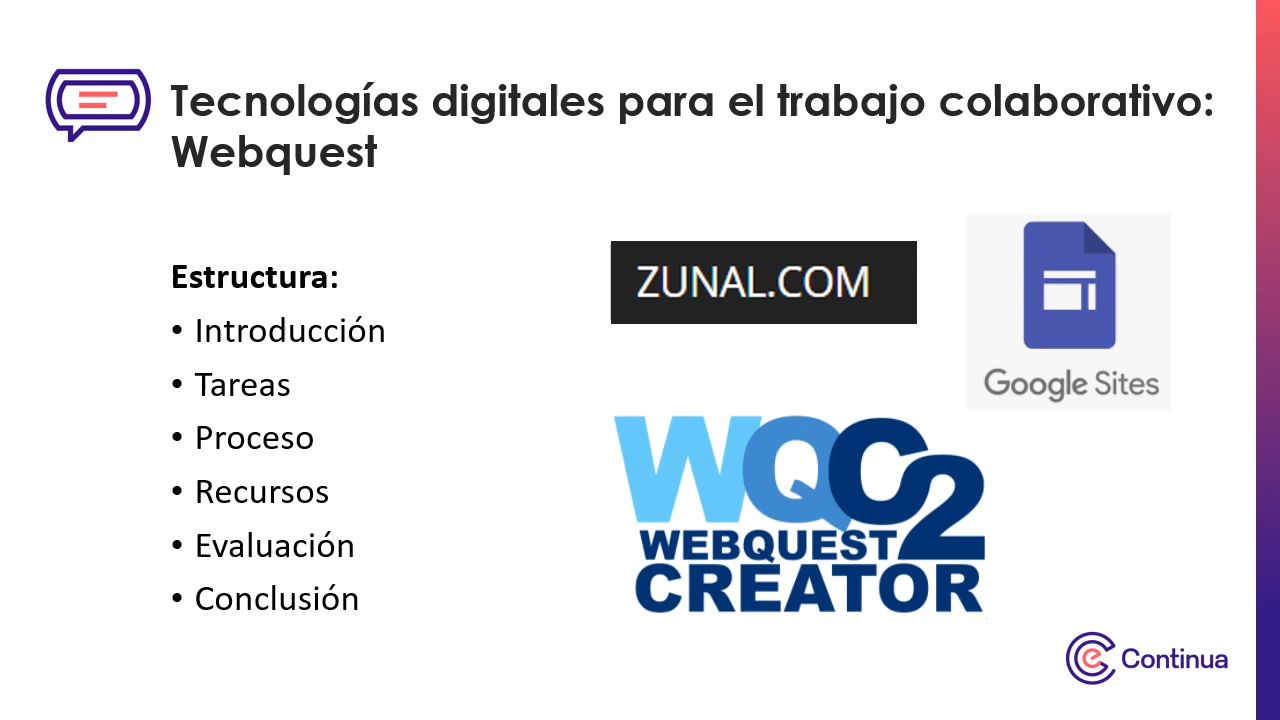 Tecnologías digitales para el trabajo colaborativo:
Webquest
Estructura:
• Introducción
• Tareas
• Proceso
• Recursos
• Evaluación
• Conclusión
ZUNAL.COM
Google Sites
WQC2
WEBQUEST
CREATOR
e Continua